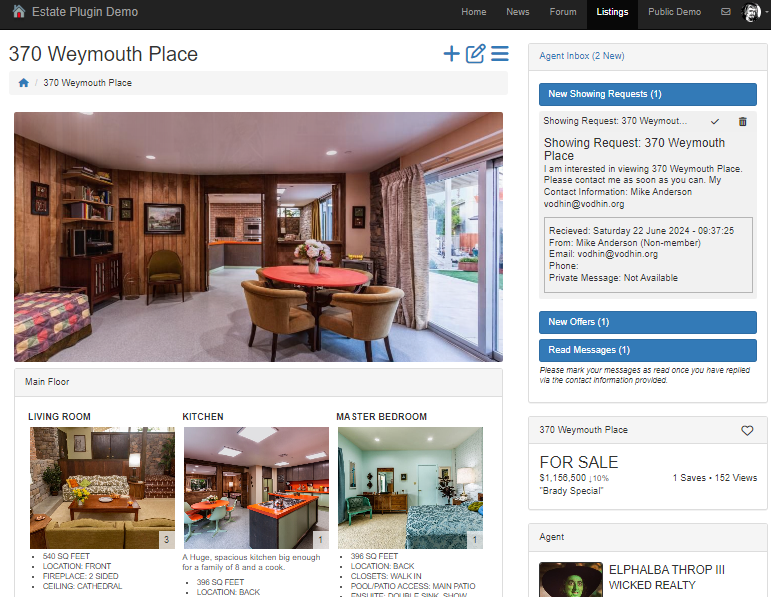 Estate Plugin Demo
Home
News
Forum
Listings
Public Demo
370 Weymouth Place
/ 370 Weymouth Place
Main Floor
LIVING ROOM
3
540 SQ FEET
LOCATION: FRONT
FIREPLACE: 2 SIDED
CEILING: CATHEDRAL
KITCHEN
1
A Huge, spacious kitchen big enough
for a family of 8 and a cook.
396 SQ FEET
LOCATION: BACK
MASTER BEDROOM
1
396 SQ FEET
LOCATION: BACK
CLOSETS: WALK IN
POOL/PATIO ACCESS: MAIN PATIO
ENSUITE: DOUBLE SINK, SHOW
Agent Inbox (2 New)
New Showing Requests (1)
Showing Request: 370 Weymout...
Showing Request: 370 Weymouth
Place
I am interested in viewing 370 Weymouth Place.
Please contact me as soon as you can. My
Contact Information: Mike Anderson
vodhin@vodhin.org
Recieved: Saturday 22 June 2024 - 09:37:25
From: Mike Anderson (Non-member)
Email: vodhin@vodhin.org
Phone:
Private Message: Not Available
New Offers (1)
Read Messages (1)
Please mark your messages as read once you have replied
via the contact information provided.
370 Weymouth Place
FOR SALE
$1,156,500 ↓10%
1 Saves • 152 Views
"Brady Special"
Agent
ELPHALBA THROP III
WICKED REALTY